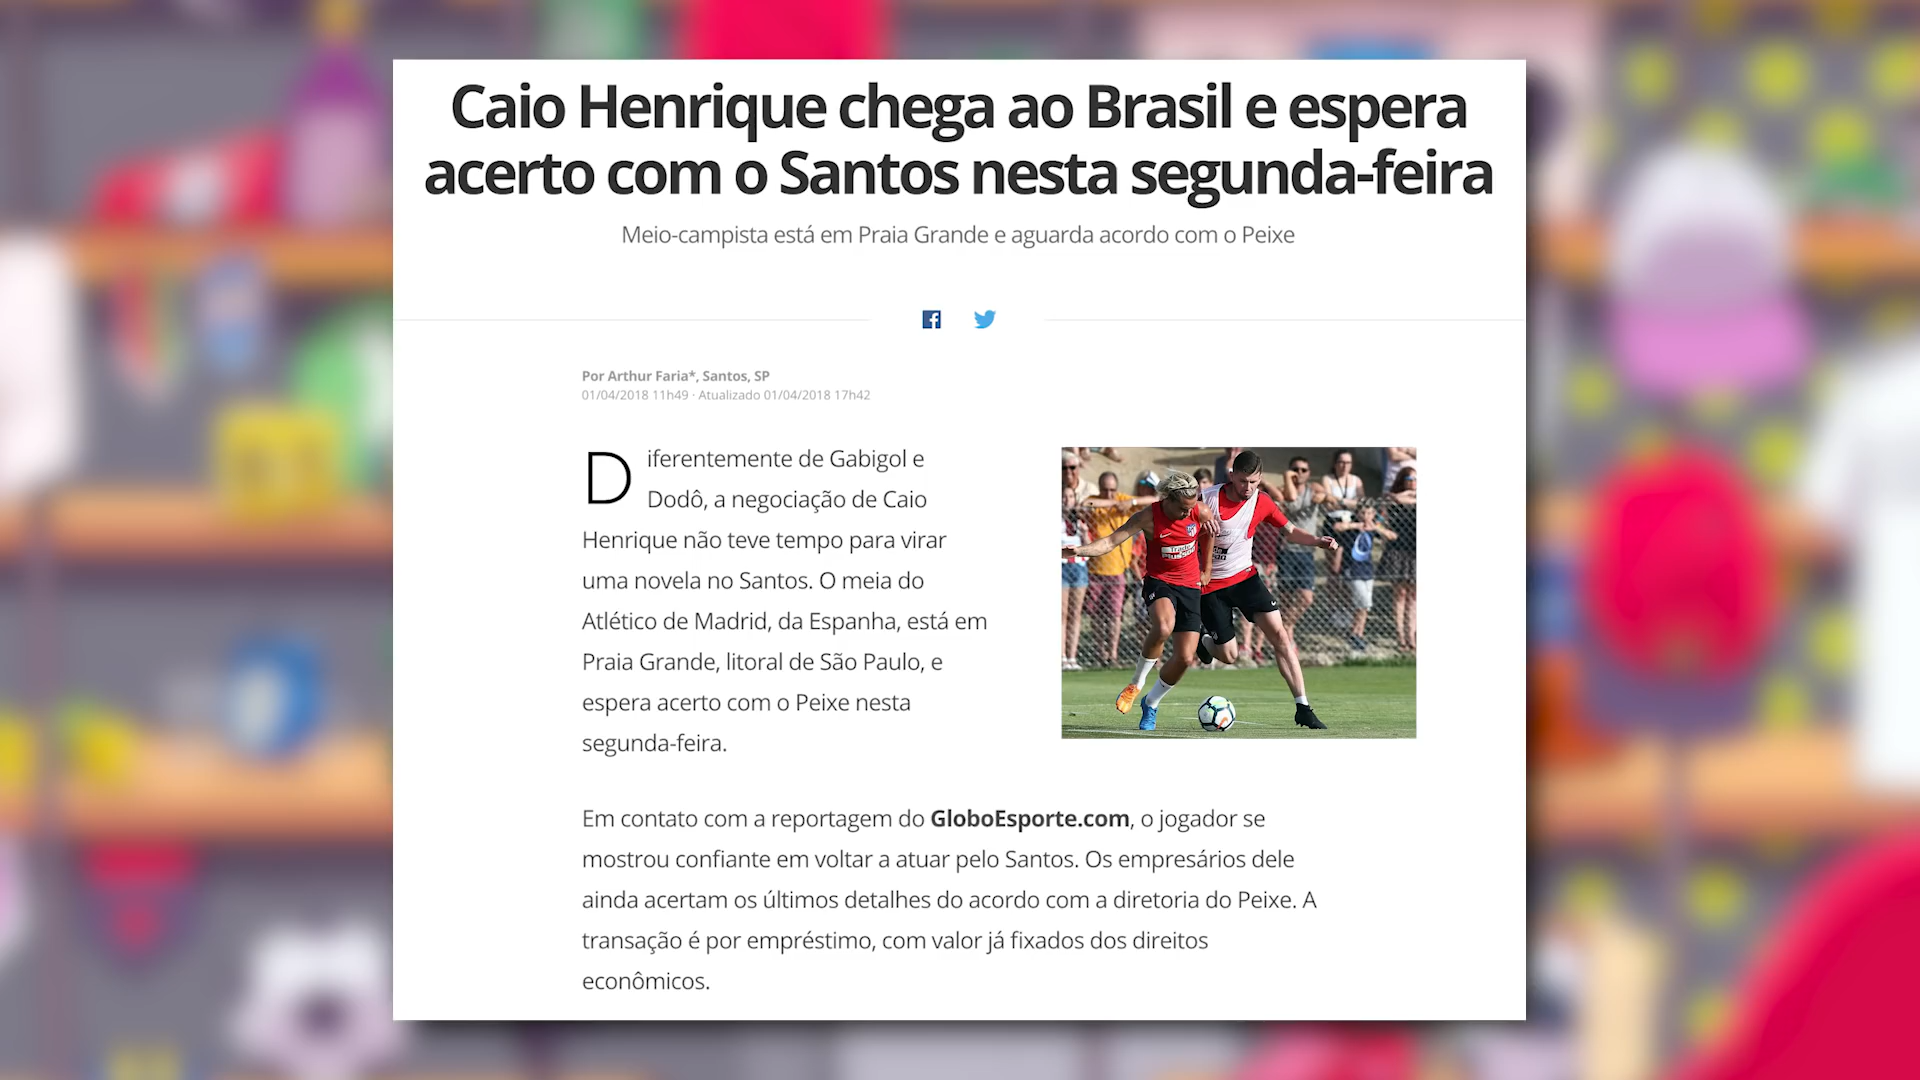 Caio Henrique chega ao Brasil e espera
acerto com o Santos nesta segunda-feira
Meio-campista está em Praia Grande e aguarda acordo com o Peixe
Por Arthur Faria*, Santos, SP
01/04/2018 11h49 · Atualizado 01/04/2018 17h42
Diferentemente de Gabigol e
Dodô, a negociação de Caio
Henrique não teve tempo para virar
uma novela no Santos. O meia do
Atlético de Madrid, da Espanha, está em
Praia Grande, litoral de São Paulo, e
espera acerto com o Peixe nesta
segunda-feira.
Em contato com a reportagem do GloboEsporte.com, o jogador se
mostrou confiante em voltar a atuar pelo Santos. Os empresários dele
ainda acertam os últimos detalhes do acordo com a diretoria do Peixe. A
transação é por empréstimo, com valor já fixados dos direitos
econômicos.